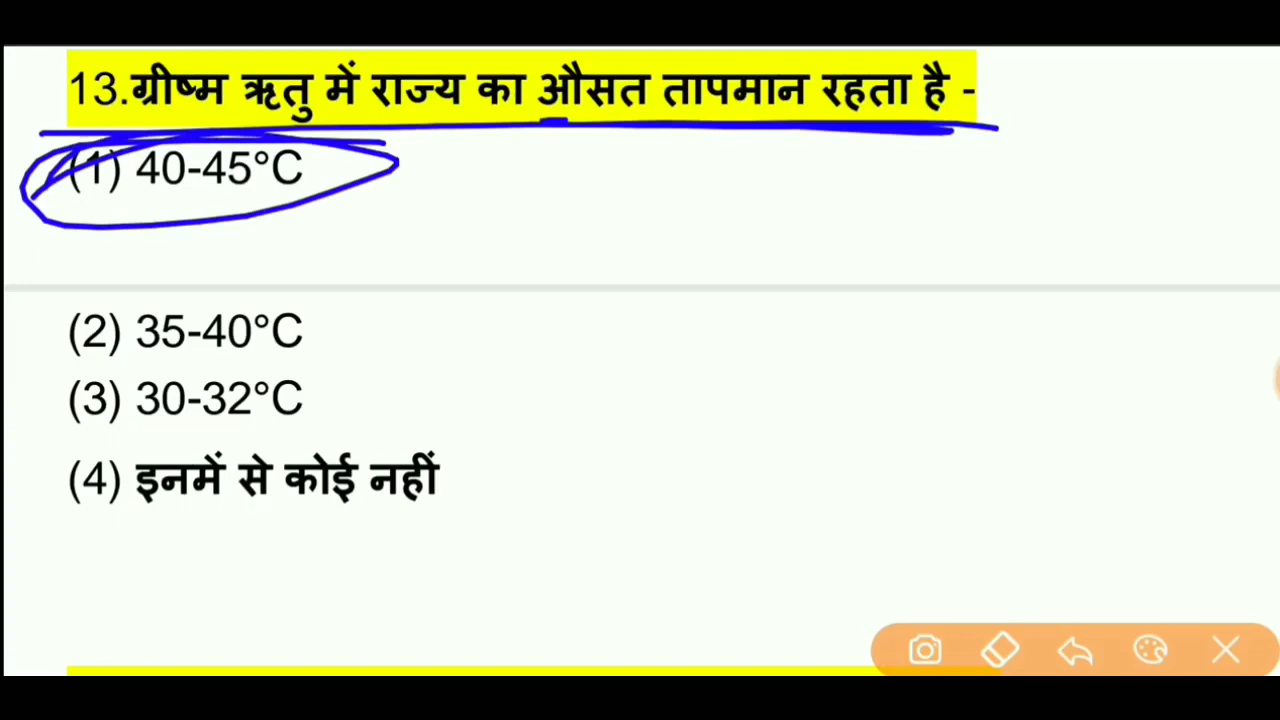 13.ग्रीष्म ऋतु में राज्य का औसत तापमान रहता है -
(1) 40-45°C
(2) 35-40°C
(3) 30-32°C
(4) इनमें से कोई नहीं